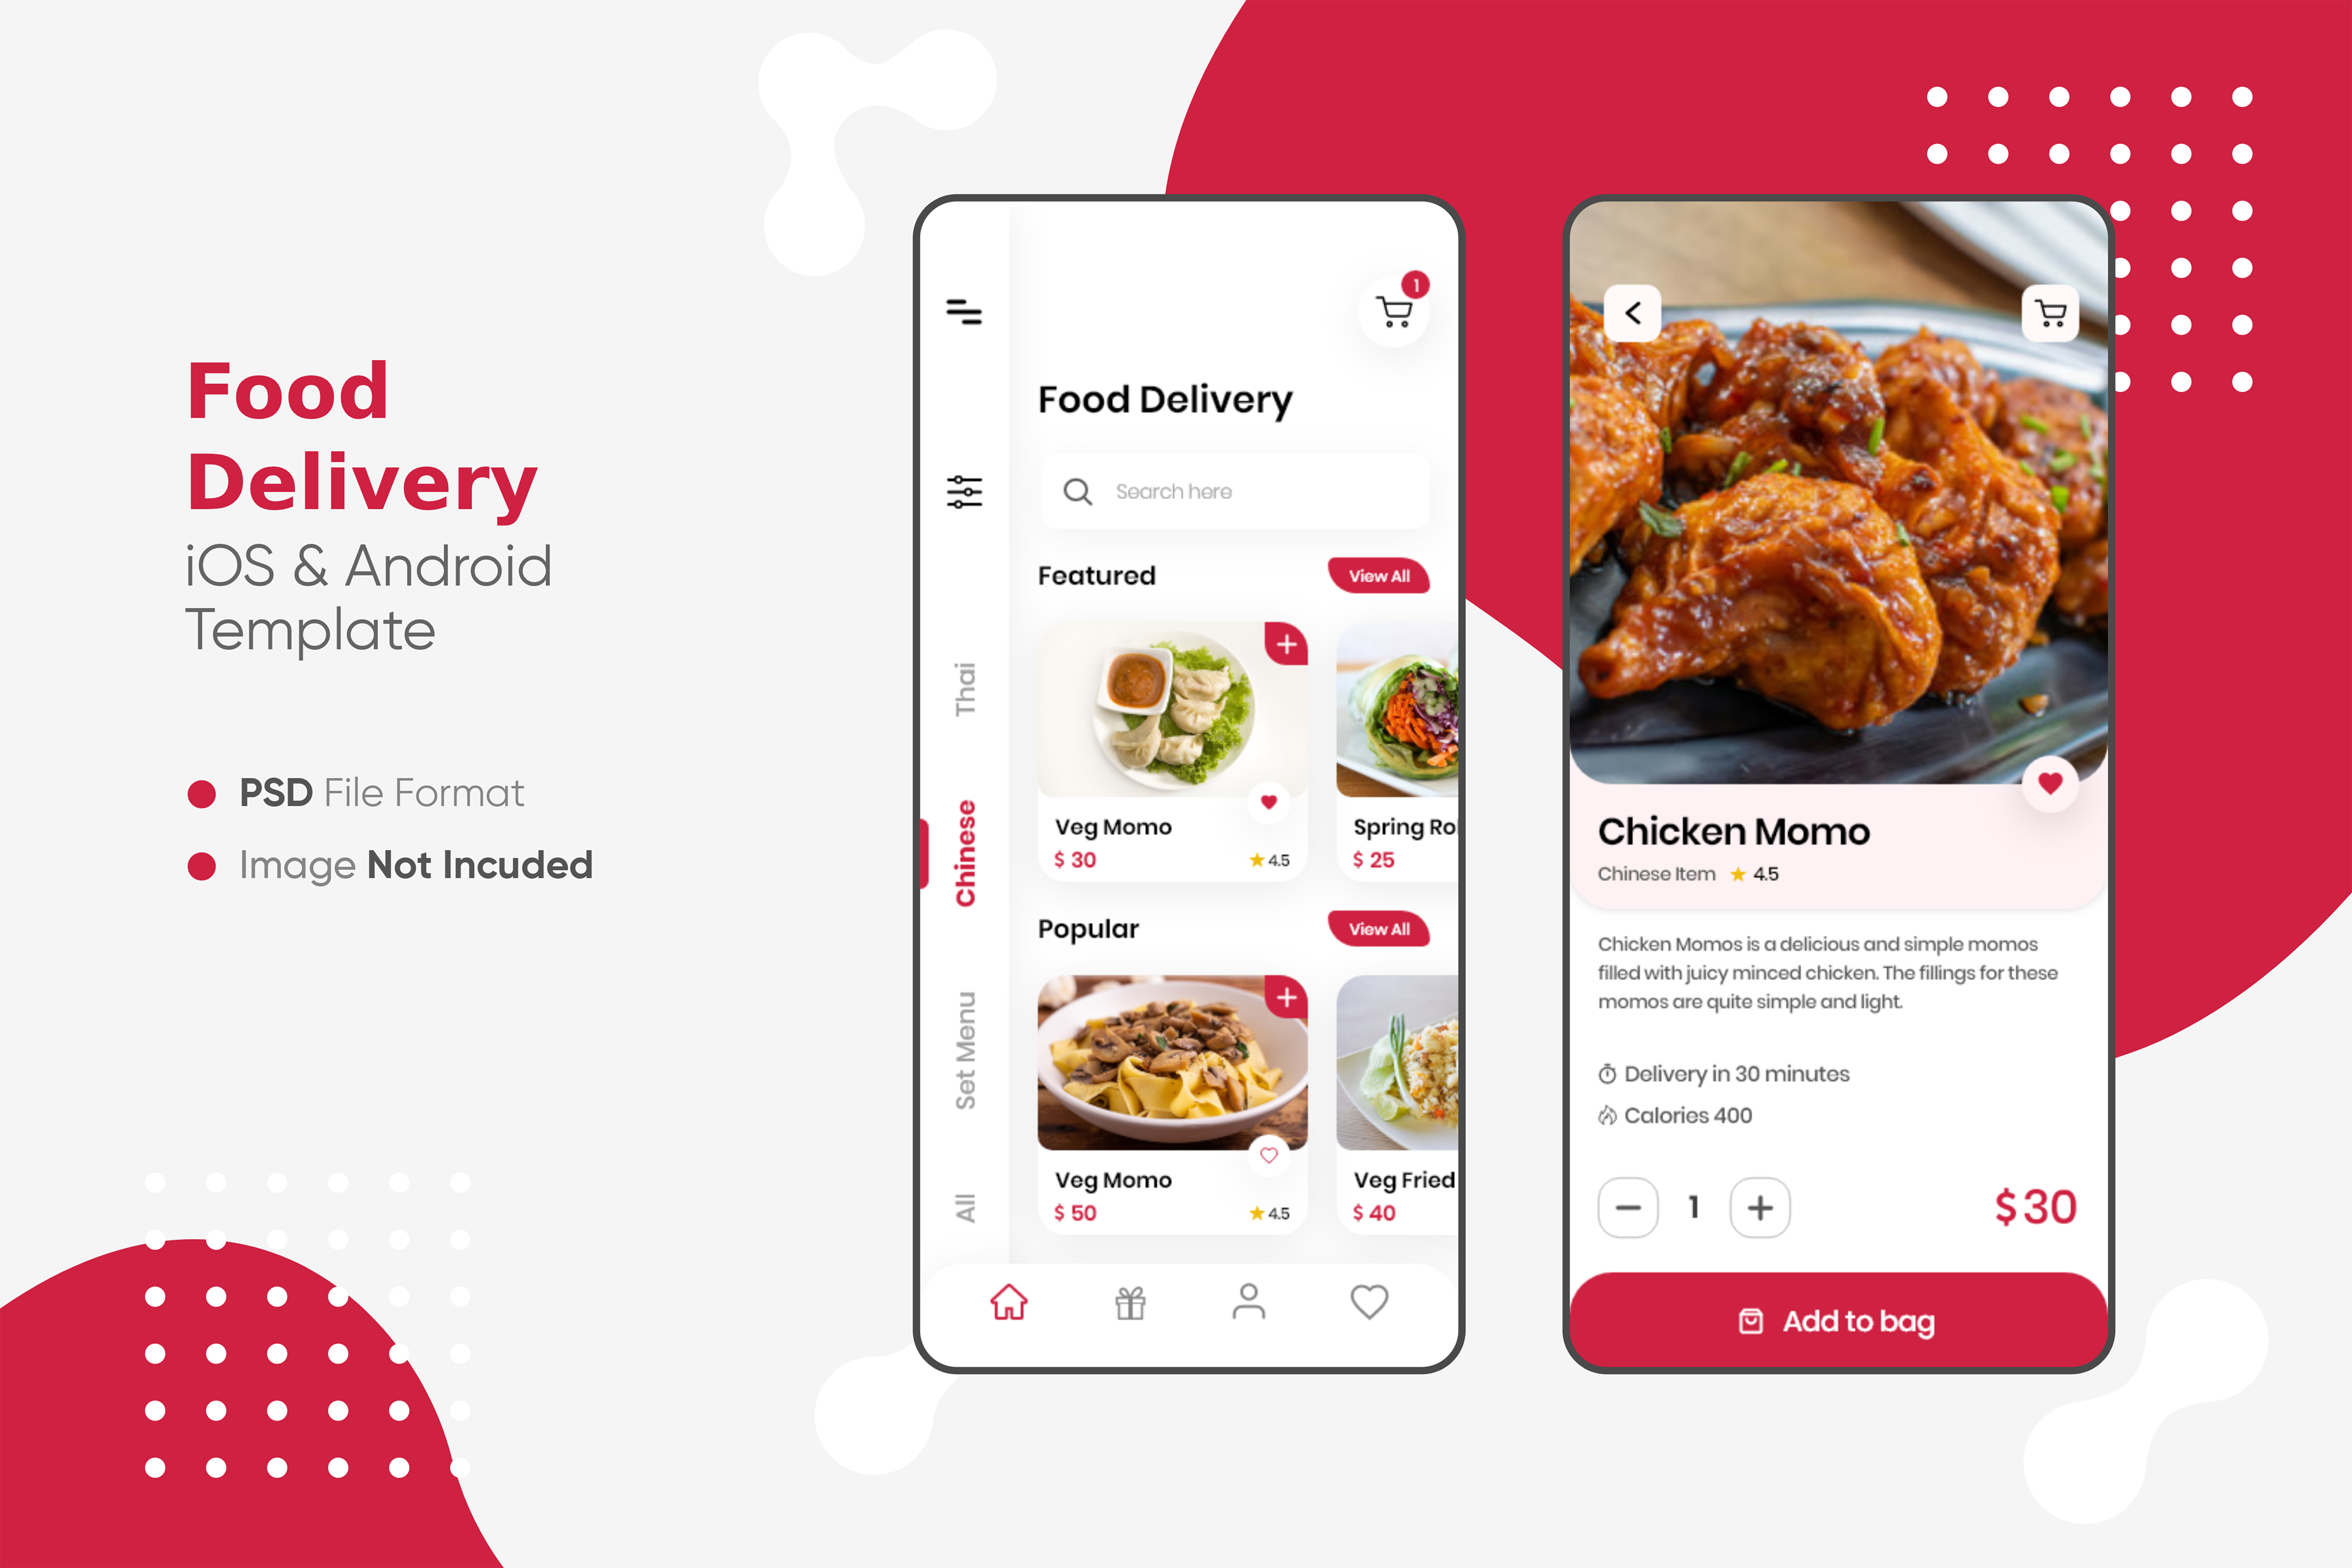 Food
Delivery
iOS & Android
Template
PSD File Format
Image Not Incuded
1
Food Delivery
Search here
Featured
View All
Thai
Chinese
Set Menu
All
Veg Momo
$ 30
4.5
Spring Ro
$ 25
Popular
View All
Veg Momo
$ 50
4.5
Veg Fried
$ 40
Chicken Momo
Chinese Item 4.5
Chicken Momos is a delicious and simple momos
filled with juicy minced chicken. The fillings for these
momos are quite simple and light.
Delivery in 30 minutes
Calories 400
1
$30
Add to bag